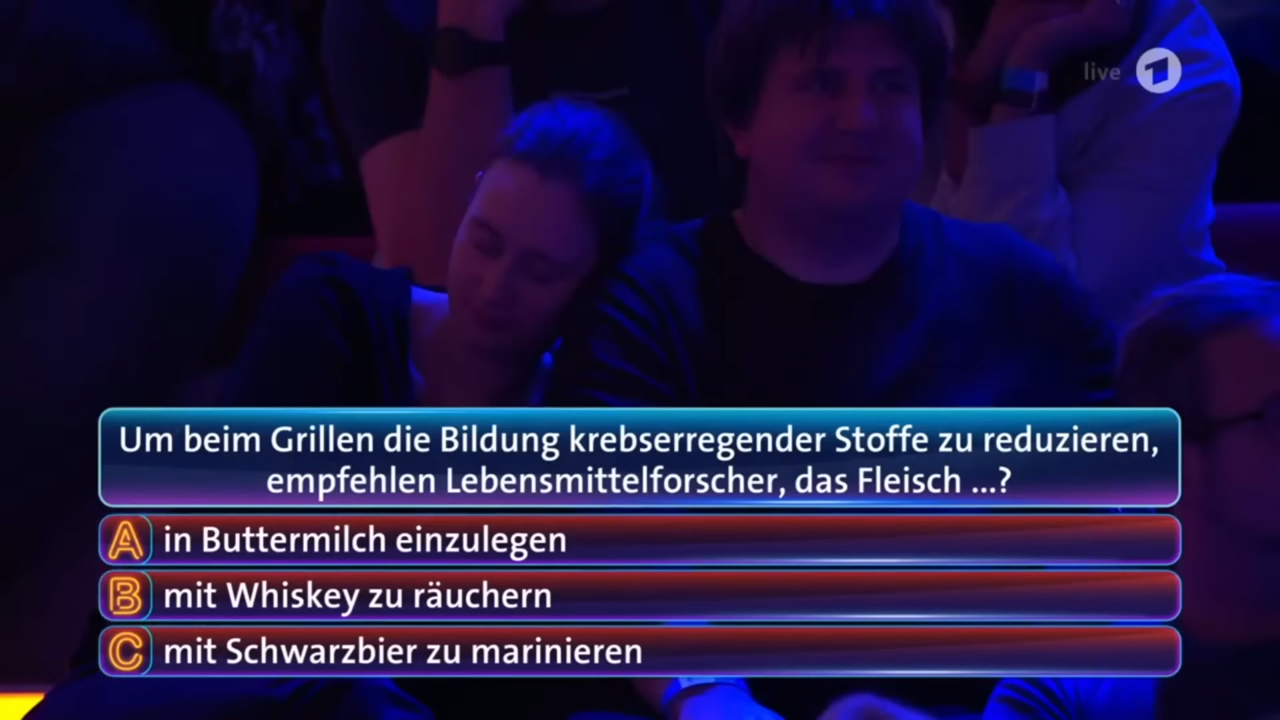 live 1
Um beim Grillen die Bildung krebserregender Stoffe zu reduzieren,
empfehlen Lebensmittelforscher, das Fleisch ...?
A in Buttermilch einzulegen
B mit Whiskey zu räuchern
C mit Schwarzbier zu marinieren